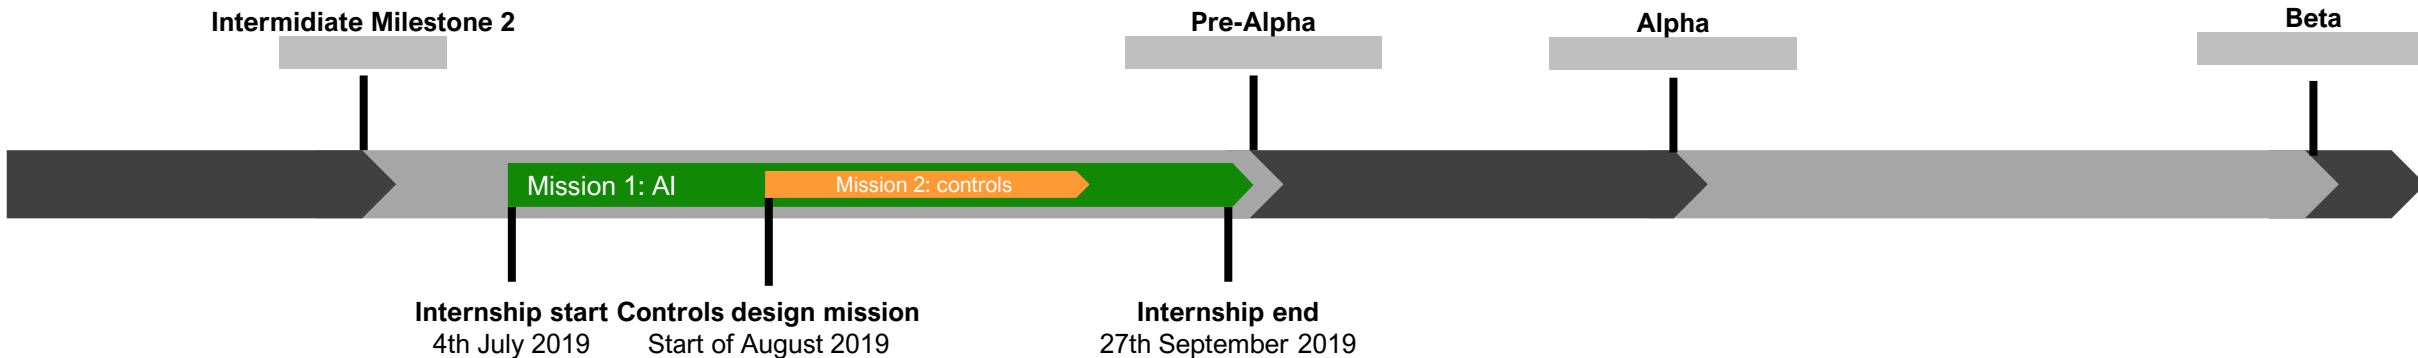 Intermidiate Milestone 2
Pre-Alpha
Alpha
Beta
Mission 1: AI
Mission 2: controls
Internship start
4th July 2019
Controls design mission
Start of August 2019
Internship end
27th September 2019